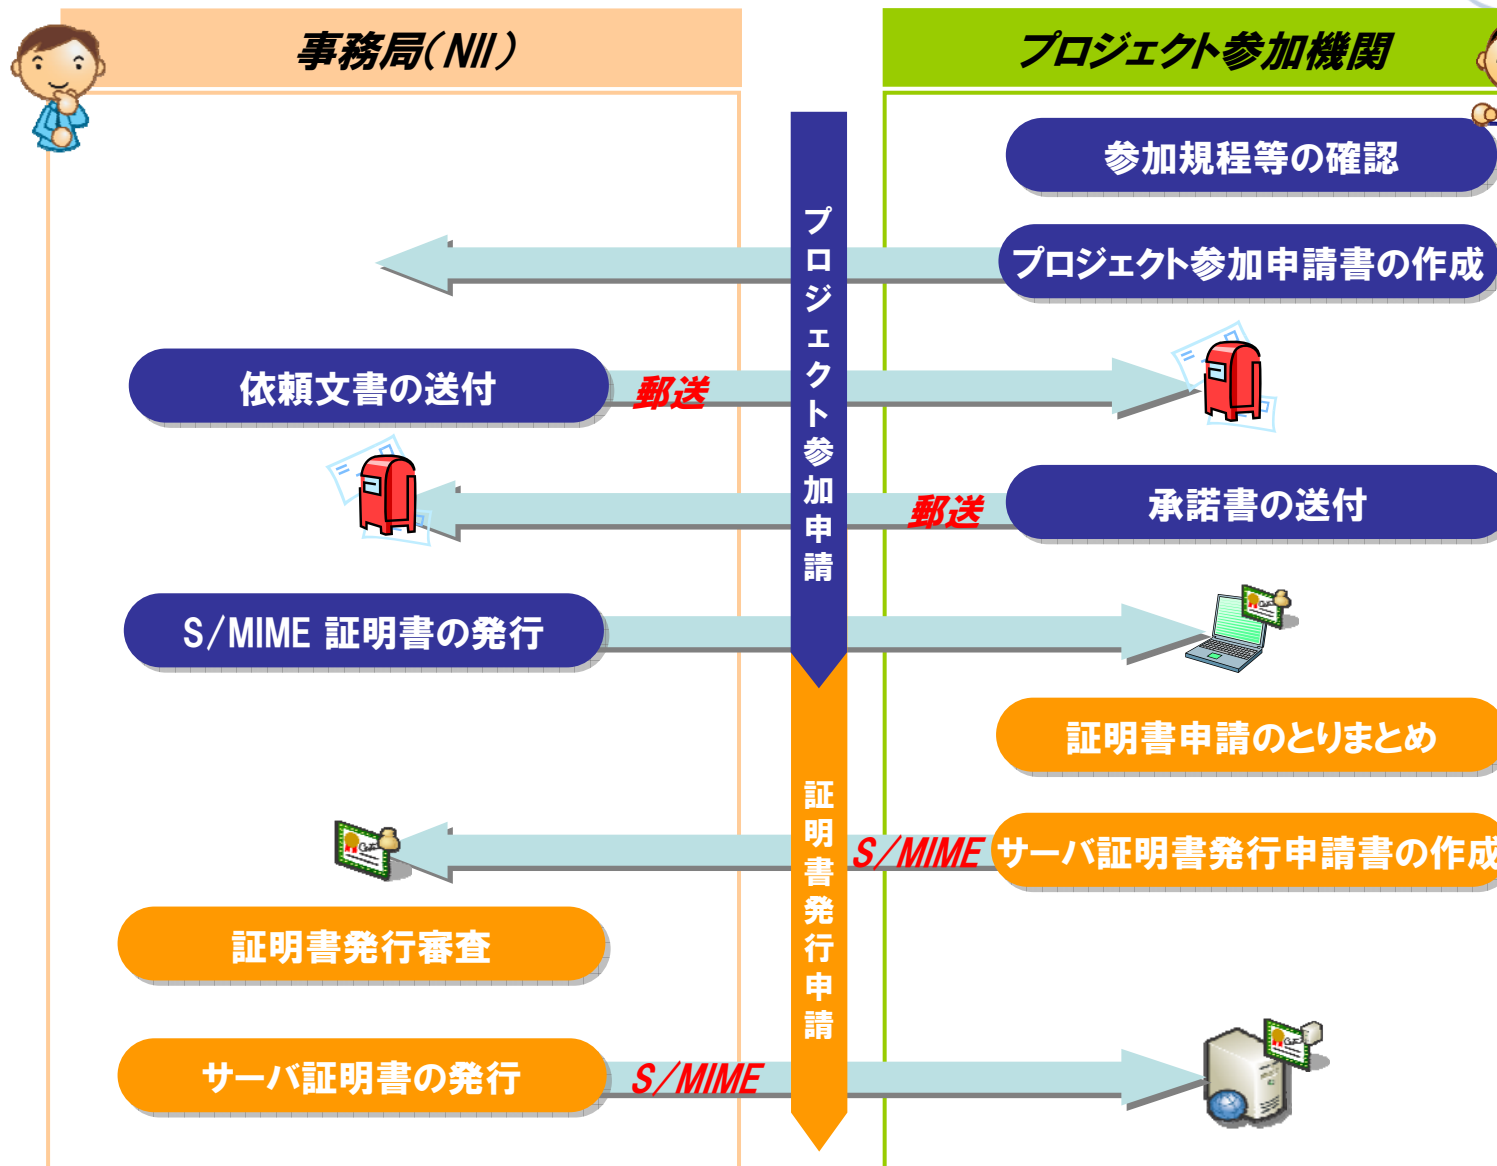 事務局(NII)
プロジェクト参加機関
参加規程等の確認
プロジェクト参加申請書の作成
依頼文書の送付
郵送
郵送
承諾書の送付
S/MIME 証明書の発行
プロジェクト参加申請
証明書申請のとりまとめ
S/MIME
サーバ証明書発行申請書の作成
証明書発行審査
サーバ証明書の発行
S/MIME
証明書発行申請